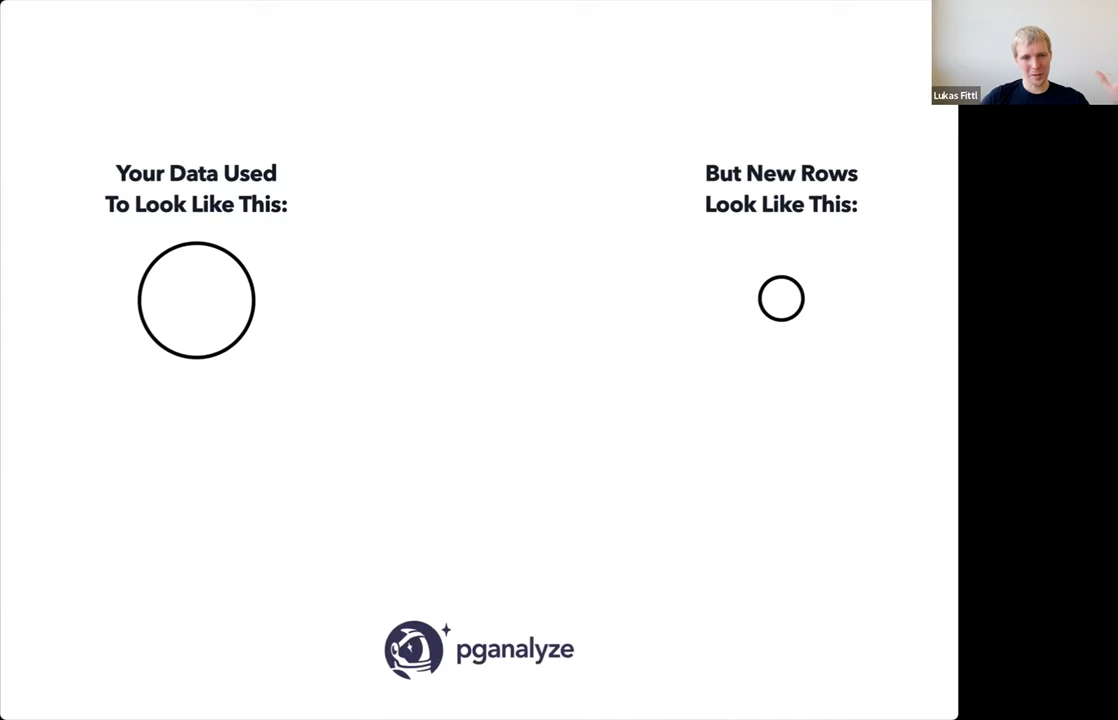 Lukas Fittl
Your Data Used
To Look Like This:
But New Rows
Look Like This:
pganalyze